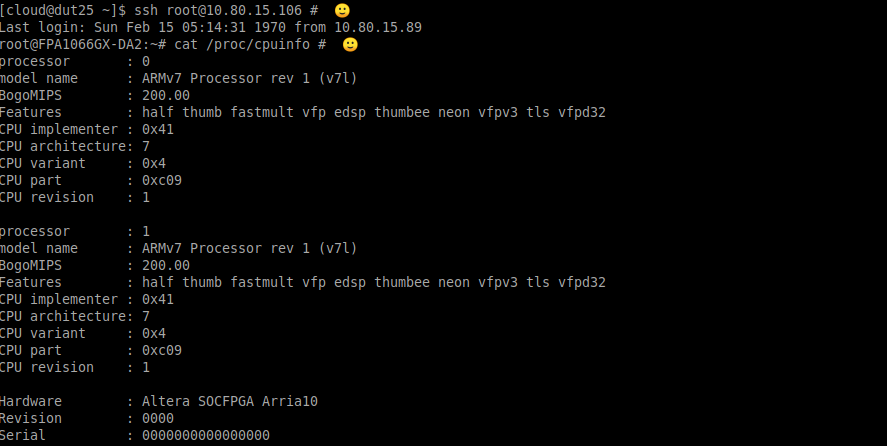 [cloud@dut25 ~]$ ssh root@10.80.15.106 # 🙂
Last login: Sun Feb 15 05:14:31 1970 from 10.80.15.89
root@FPA1066GX-DA2:~# cat /proc/cpuinfo # 🙂
processor : 0
model name : ARMv7 Processor rev 1 (v7l)
BogoMIPS : 200.00
Features : half thumb fastmult vfp edsp thumbee neon vfpv3 tls vfpd32
CPU implementer : 0x41
CPU architecture: 7
CPU variant : 0x4
CPU part : 0xc09
CPU revision : 1
processor : 1
model name : ARMv7 Processor rev 1 (v7l)
BogoMIPS : 200.00
Features : half thumb fastmult vfp edsp thumbee neon vfpv3 tls vfpd32
CPU implementer : 0x41
CPU architecture: 7
CPU variant : 0x4
CPU part : 0xc09
CPU revision : 1
Hardware : Altera SOCFPGA Arria10
Revision : 0000
Serial : 0000000000000000